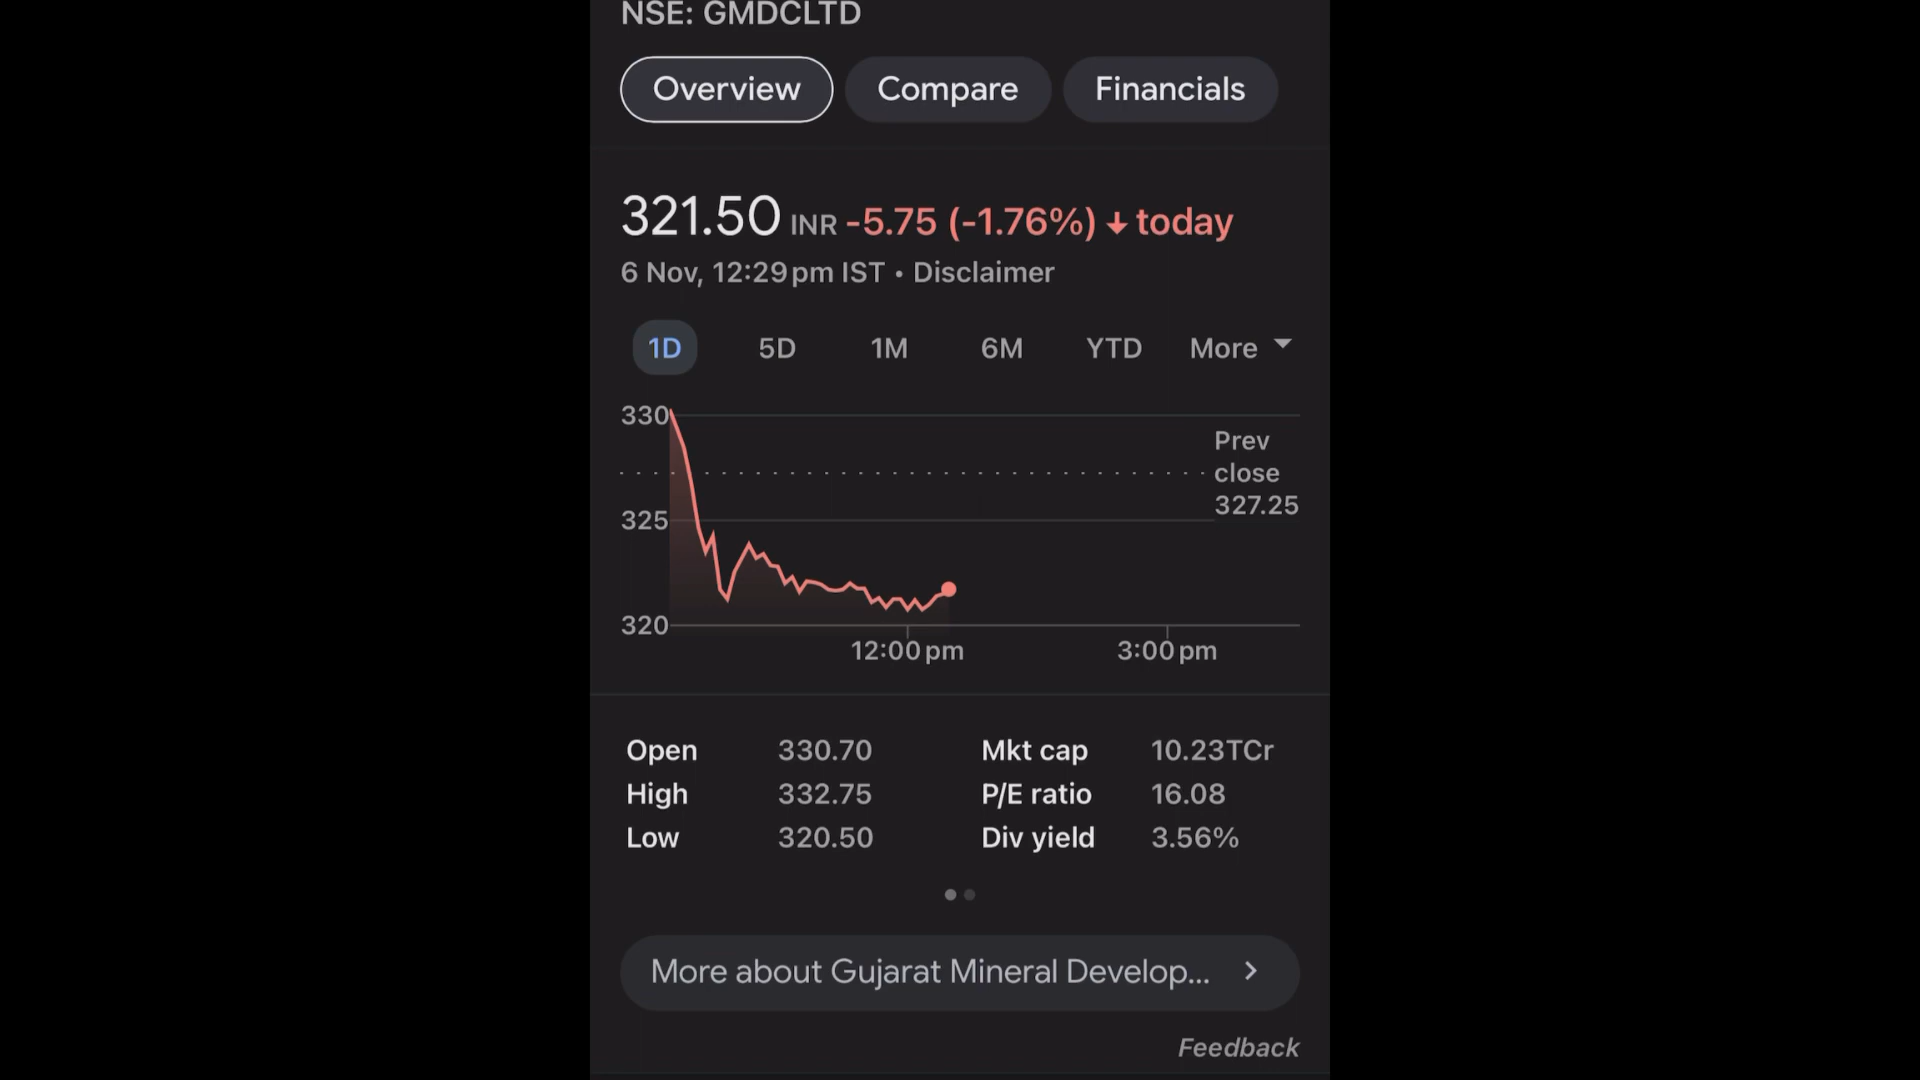 NSE: GMDCLTD
Overview Compare Financials
321.50 INR -5.75 (-1.76%) ↓ today
6 Nov, 12:29 pm IST • Disclaimer
1D 5D 1M 6M YTD More
330
Prev
close
327.25
325
320
12:00 pm 3:00 pm
Open 330.70 Mkt cap 10.23TCr
High 332.75 P/E ratio 16.08
Low 320.50 Div yield 3.56%
More about Gujarat Mineral Develop...
Feedback